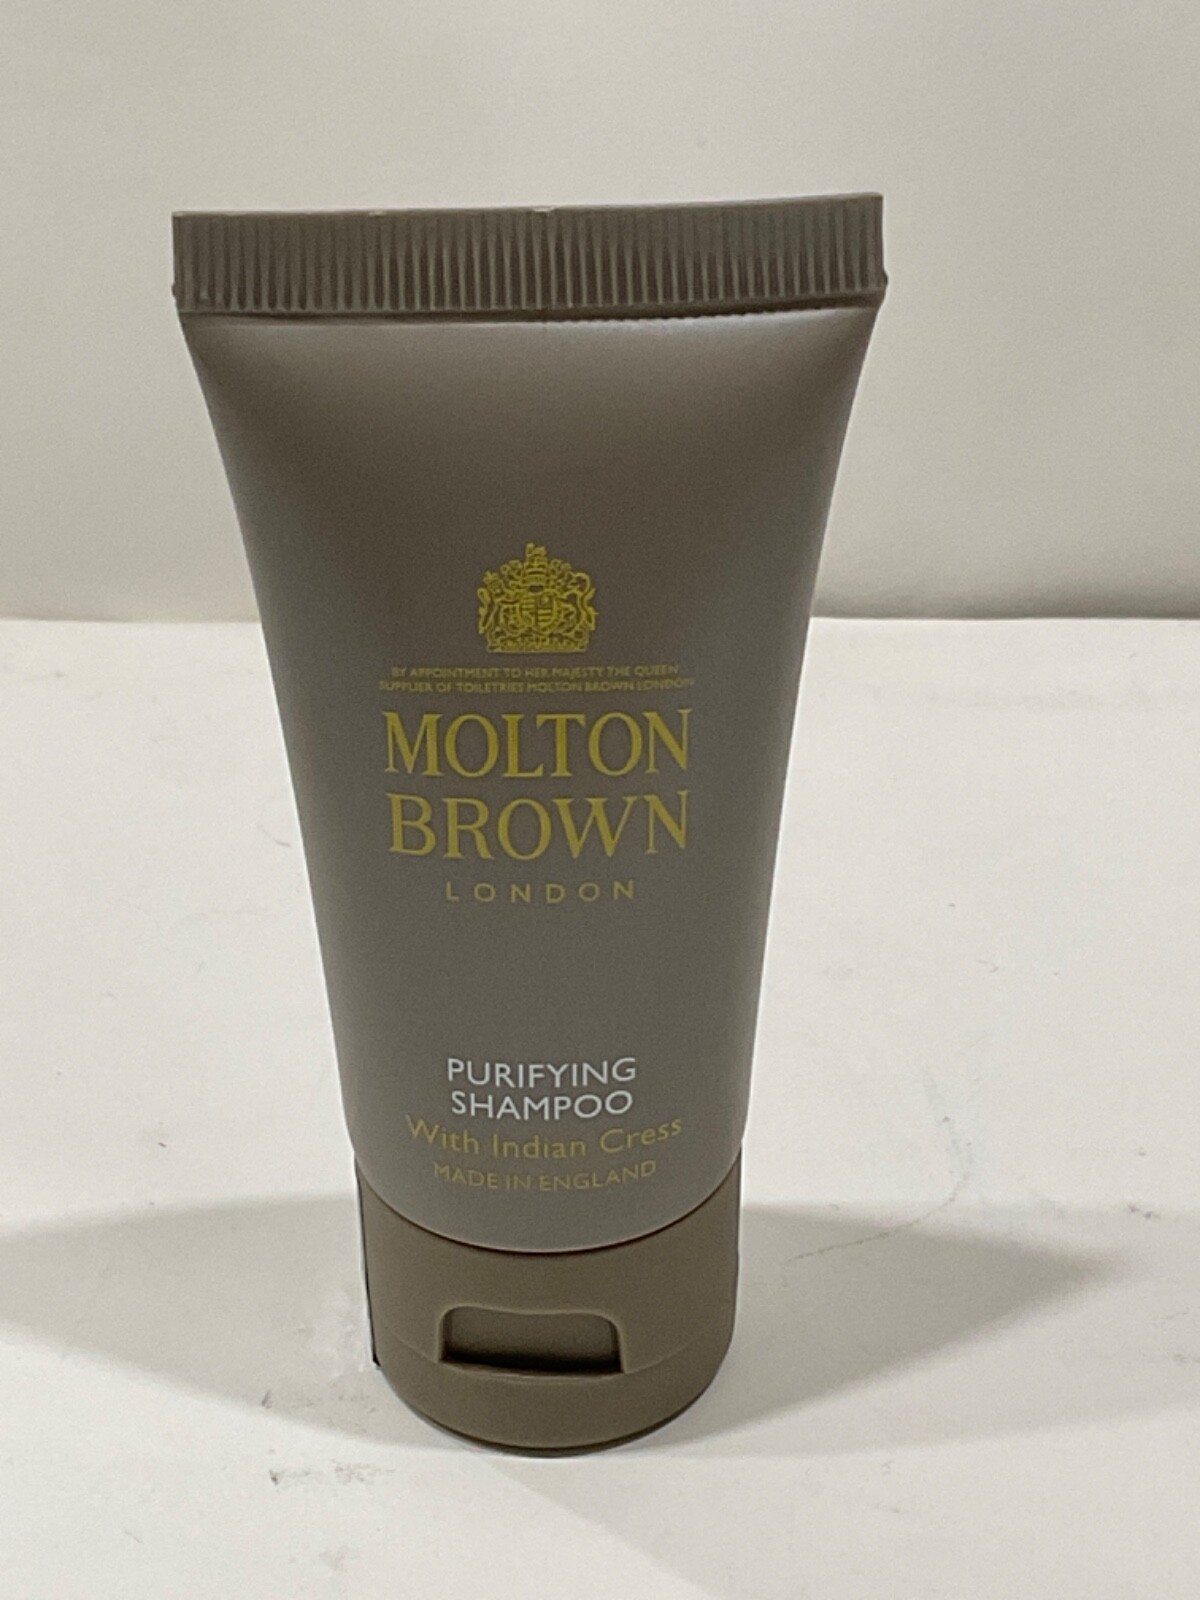 BY APPOINTMENT TO HER MAJESTY THE QUEEN
SUPPLIER OF TOILETRIES MOLTON BROWN LONDON
MOLTON
BROWN
LONDON
PURIFYING
SHAMPOO
With Indian Cress
MADE IN ENGLAND